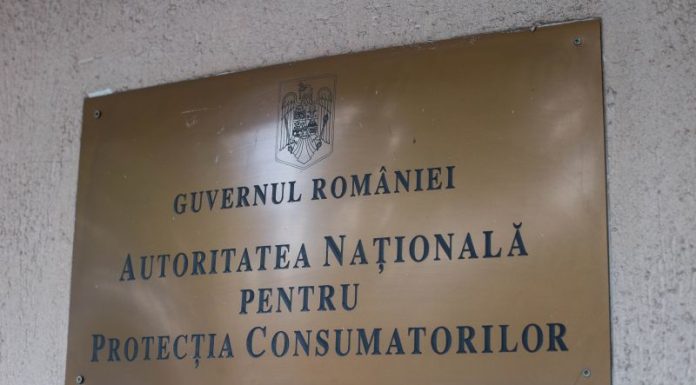 GUVERNUL ROMÂNIEI
AUTORITATEA NAȚIONALĂ
PENTRU
PROTECȚIA CONSUMATORILOR